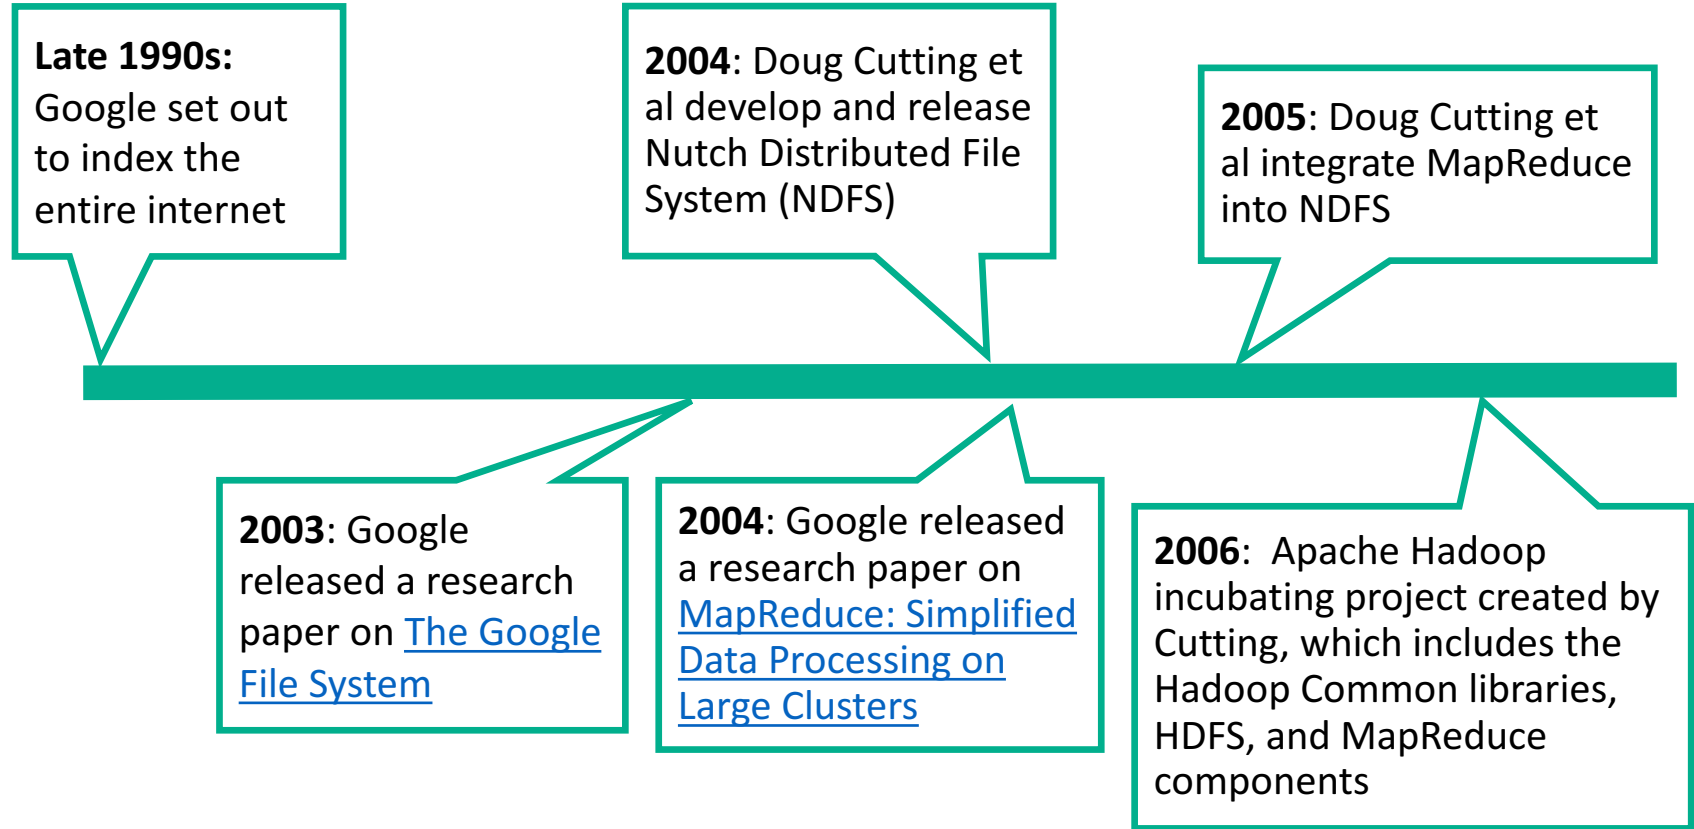 Late 1990s:
Google set out
to index the
entire internet
2004: Doug Cutting et
al develop and release
Nutch Distributed File
System (NDFS)
2005: Doug Cutting et
al integrate MapReduce
into NDFS
2003: Google
released a research
paper on The Google
File System
2004: Google released
a research paper on
MapReduce: Simplified
Data Processing on
Large Clusters
2006:  Apache Hadoop
incubating project created by
Cutting, which includes the
Hadoop Common libraries,
HDFS, and MapReduce
components